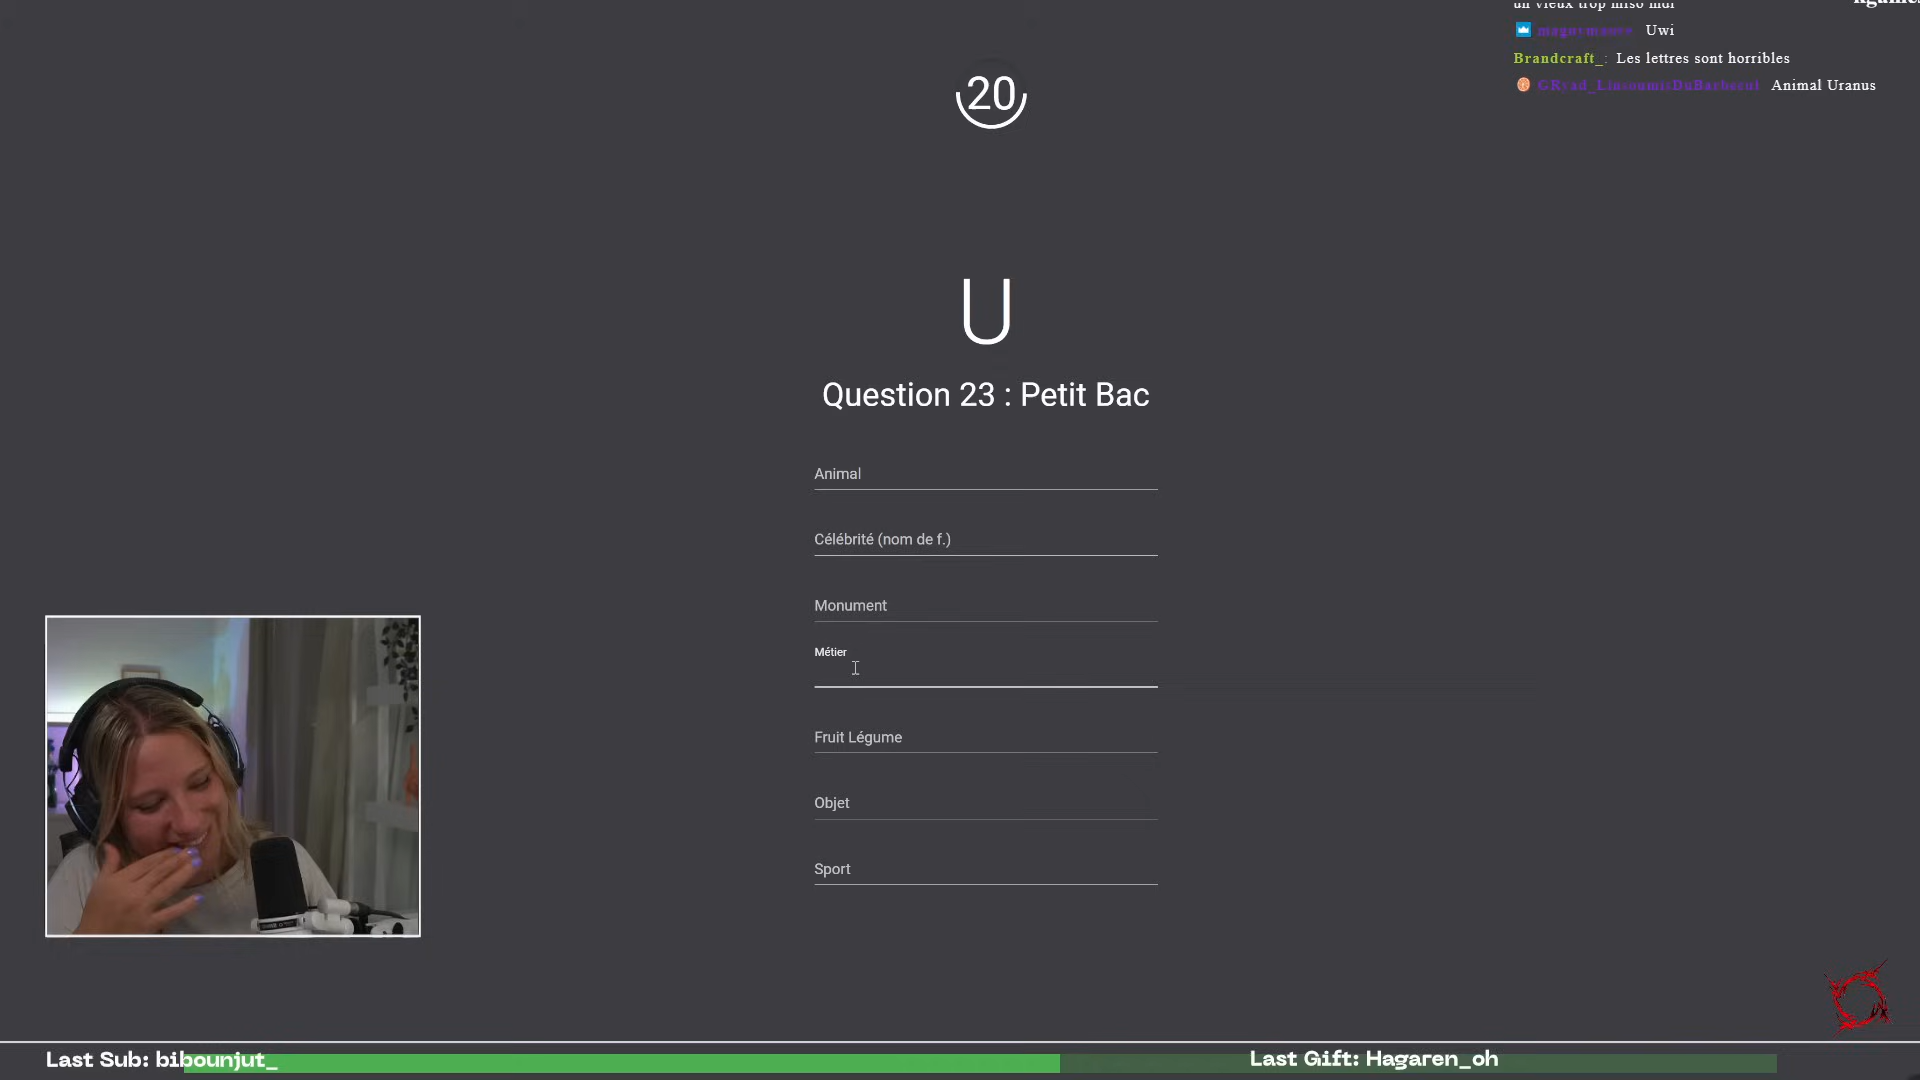 Uwi
Brandcraft_: Les lettres sont horribles
Animal Uranus
20
U
Question 23 : Petit Bac
Animal
Célébrité (nom de f.)
Monument
Métier
Fruit Légume
Objet
Sport
Last Sub: bibounjut_
Last Gift: Hagaren_oh